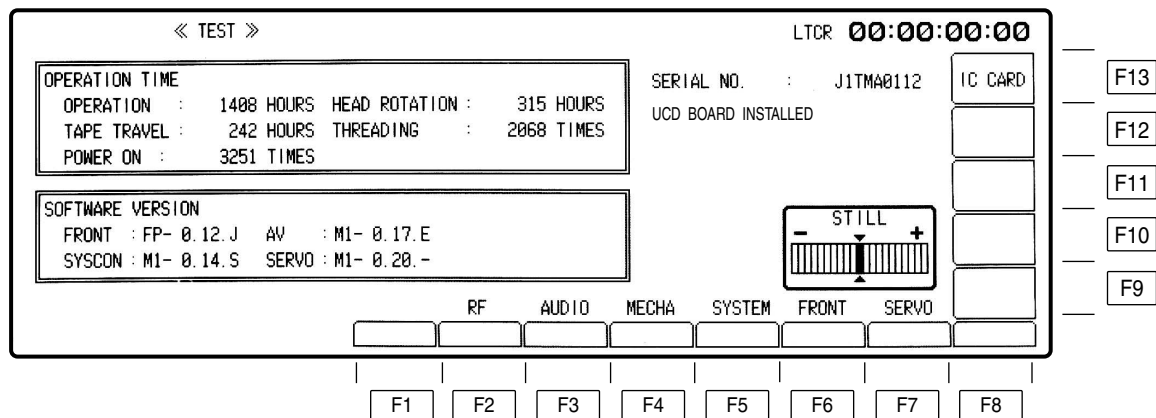 ≪ TEST ≫
LTCR 00:00:00:00
OPERATION TIME
OPERATION : 1408 HOURS HEAD ROTATION : 315 HOURS
TAPE TRAVEL : 242 HOURS THREADING : 2068 TIMES
POWER ON : 3251 TIMES
SERIAL NO. : J1TMA0112
UCD BOARD INSTALLED
IC CARD
SOFTWARE VERSION
FRONT : FP- 0.12.J AV : M1- 0.17.E
SYSCON : M1- 0.14.S SERVO : M1- 0.20.-
STILL
- +
RF AUDIO MECHA SYSTEM FRONT SERVO
F13
F12
F11
F10
F9
F1 F2 F3 F4 F5 F6 F7 F8